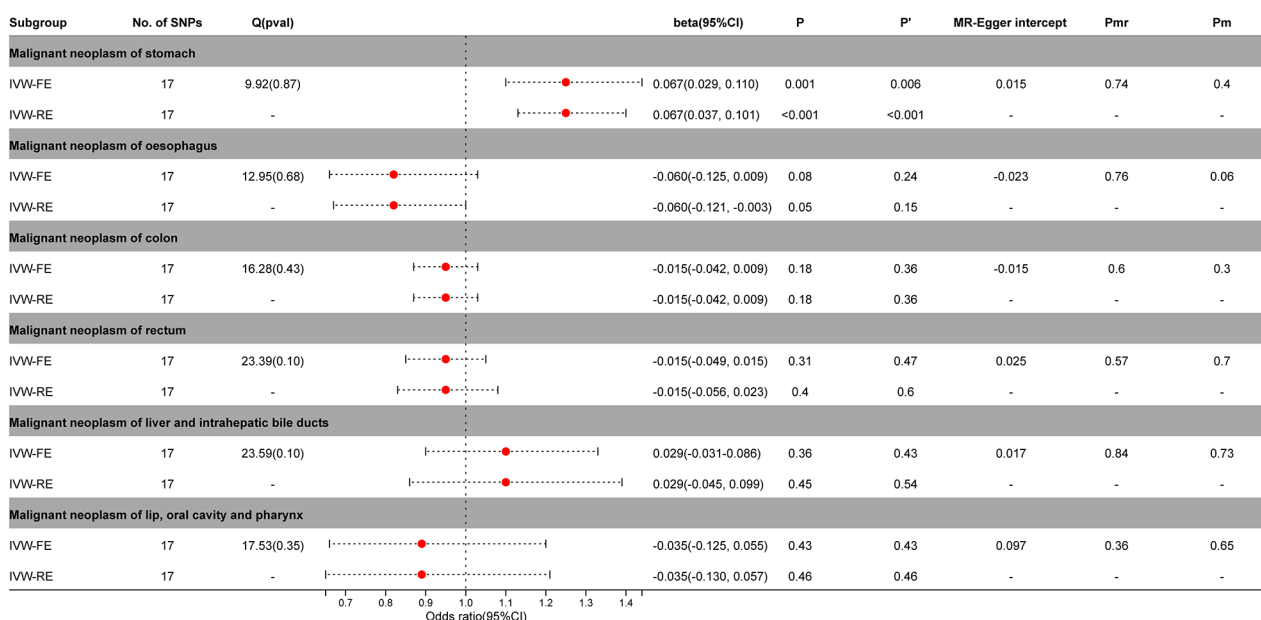 Subgroup No. of SNPs Q(pval) beta(95%CI) P P' MR-Egger intercept Pmr Pm
Malignant neoplasm of stomach
IVW-FE 17 9.92(0.87) 0.067(0.029, 0.110) 0.001 0.006 0.015 0.74 0.4
IVW-RE 17 - 0.067(0.037, 0.101) <0.001 <0.001 - - -
Malignant neoplasm of oesophagus
IVW-FE 17 12.95(0.68) -0.060(-0.125, 0.009) 0.08 0.24 -0.023 0.76 0.06
IVW-RE 17 - -0.060(-0.121, -0.003) 0.05 0.15 - - -
Malignant neoplasm of colon
IVW-FE 17 16.28(0.43) -0.015(-0.042, 0.009) 0.18 0.36 -0.015 0.6 0.3
IVW-RE 17 - -0.015(-0.042, 0.009) 0.18 0.36 - - -
Malignant neoplasm of rectum
IVW-FE 17 23.39(0.10) -0.015(-0.049, 0.015) 0.31 0.47 0.025 0.57 0.7
IVW-RE 17 - -0.015(-0.056, 0.023) 0.4 0.6 - - -
Malignant neoplasm of liver and intrahepatic bile ducts
IVW-FE 17 23.59(0.10) 0.029(-0.031-0.086) 0.36 0.43 0.017 0.84 0.73
IVW-RE 17 - 0.029(-0.045, 0.099) 0.45 0.54 - - -
Malignant neoplasm of lip, oral cavity and pharynx
IVW-FE 17 17.53(0.35) -0.035(-0.125, 0.055) 0.43 0.43 0.097 0.36 0.65
IVW-RE 17 - -0.035(-0.130, 0.057) 0.46 0.46 - - -
0.7 0.8 0.9 1.0 1.1 1.2 1.3 1.4
Odds ratio(95%CI)